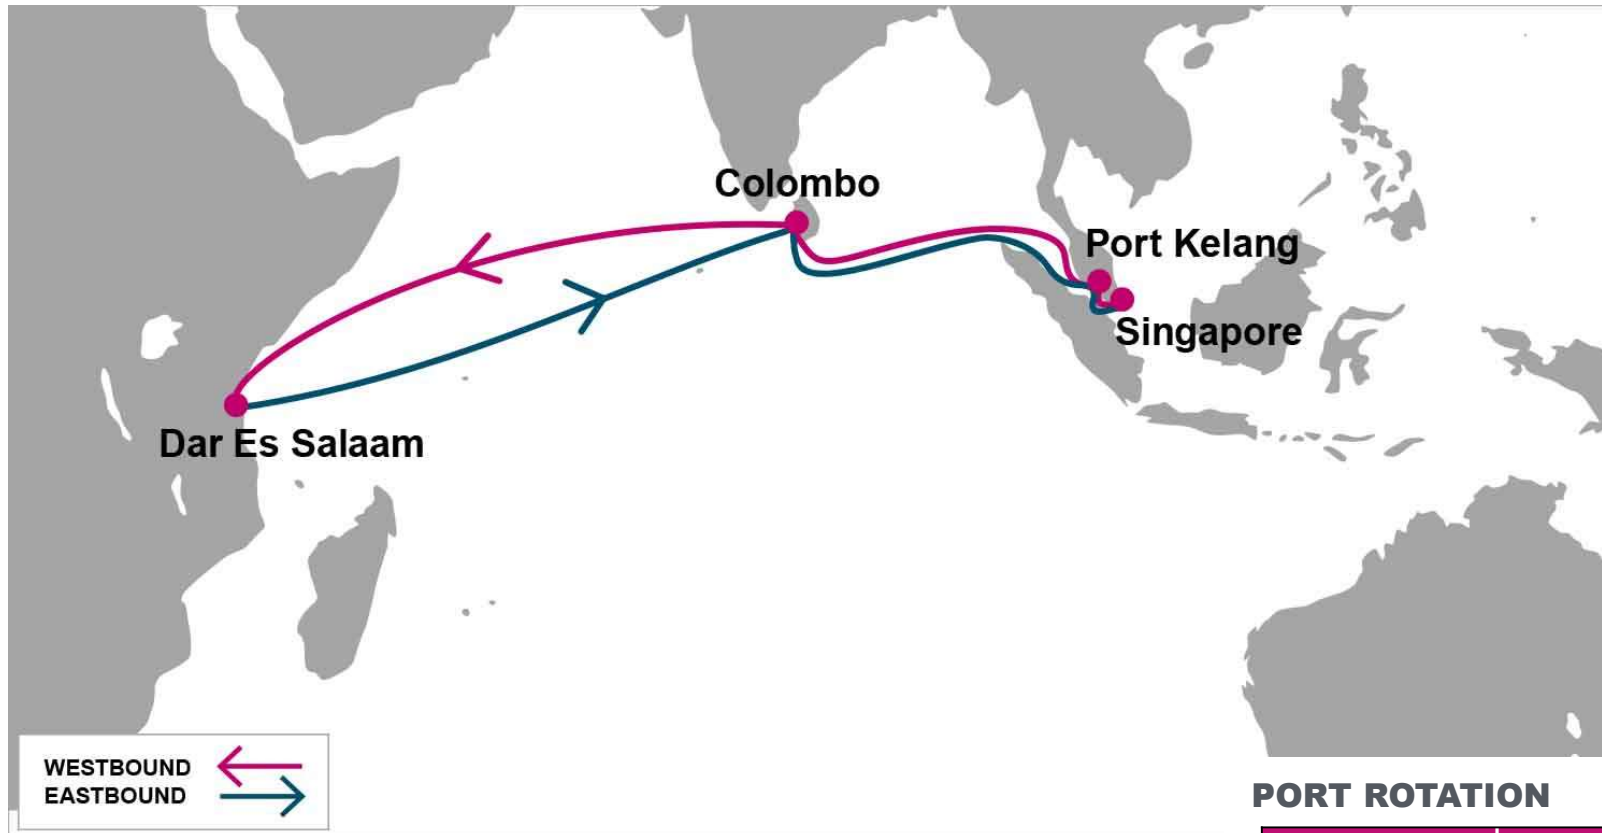 Colombo
Port Kelang
Singapore
Dar Es Salaam
WESTBOUND
EASTBOUND
PORT ROTATION